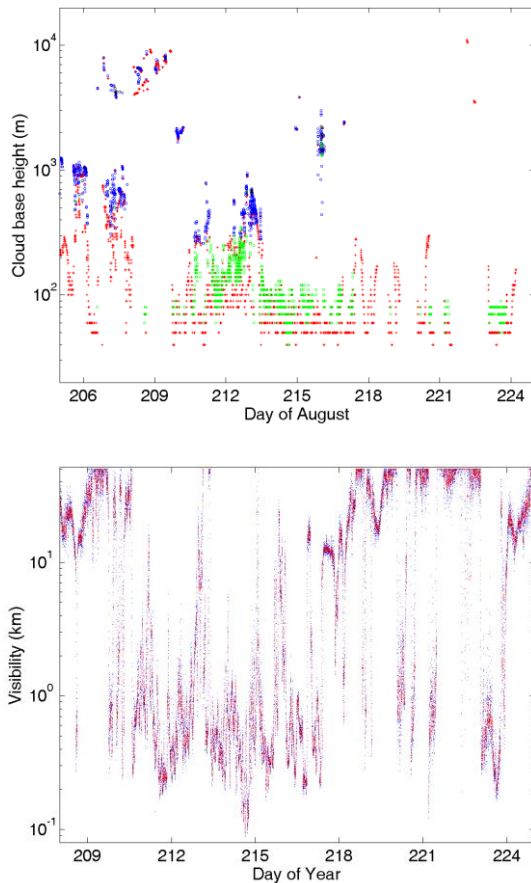 10^4
10^3
10^2
Cloud base height (m)
206 209 212 215 218 221 224
Day of August
10^1
10^0
10^-1
Visibility (km)
209 212 215 218 221 224
Day of Year